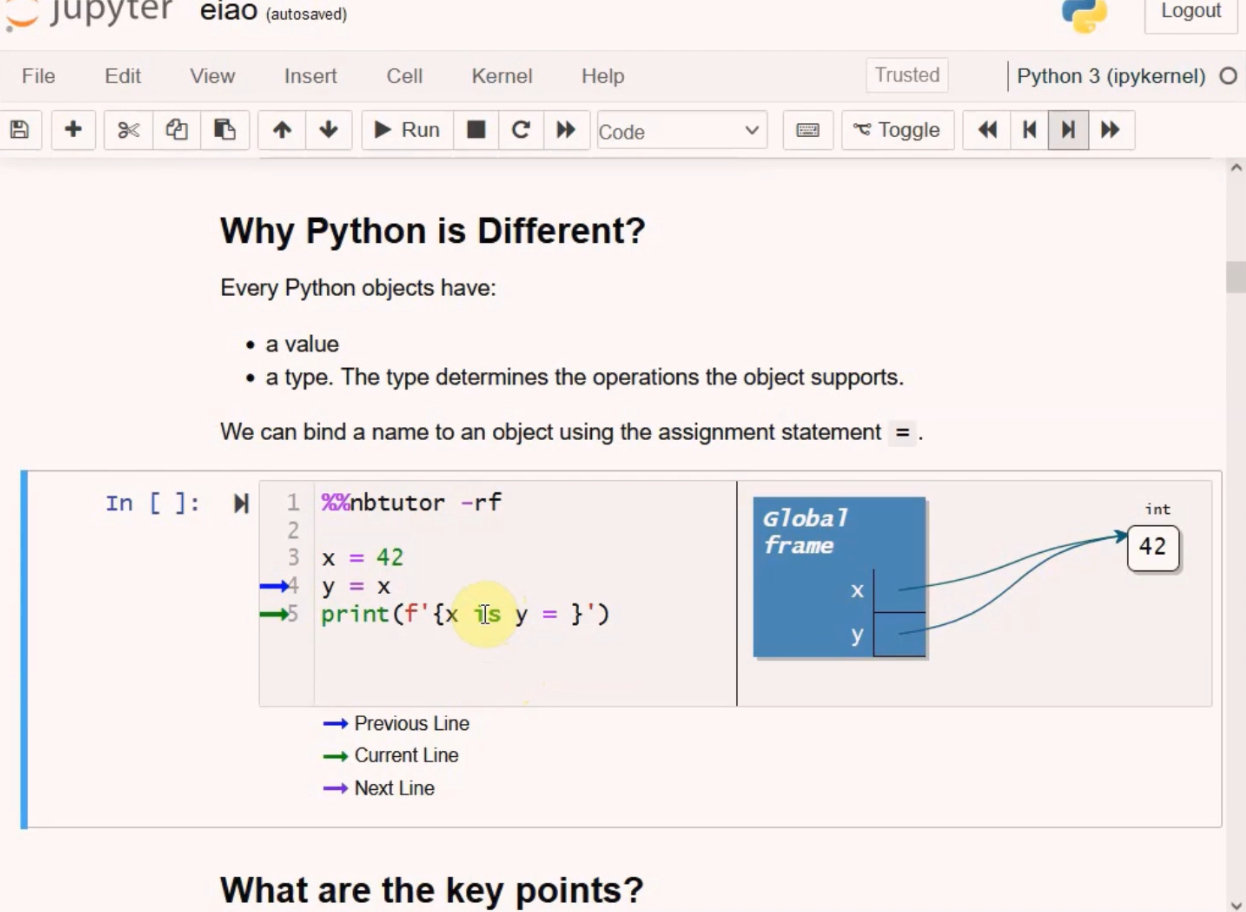 jupyter eiao (autosaved) Logout
File Edit View Insert Cell Kernel Help Trusted Python 3 (ipykernel)
Run Code Toggle
Why Python is Different?
Every Python objects have:
• a value
• a type. The type determines the operations the object supports.
We can bind a name to an object using the assignment statement = .
In [ ]:
1 %%nbtutor -rf
2
3 x = 42
4 y = x
5 print(f'{x is y = }')
Global
frame
x
y
int
42
Previous Line
Current Line
Next Line
What are the key points?